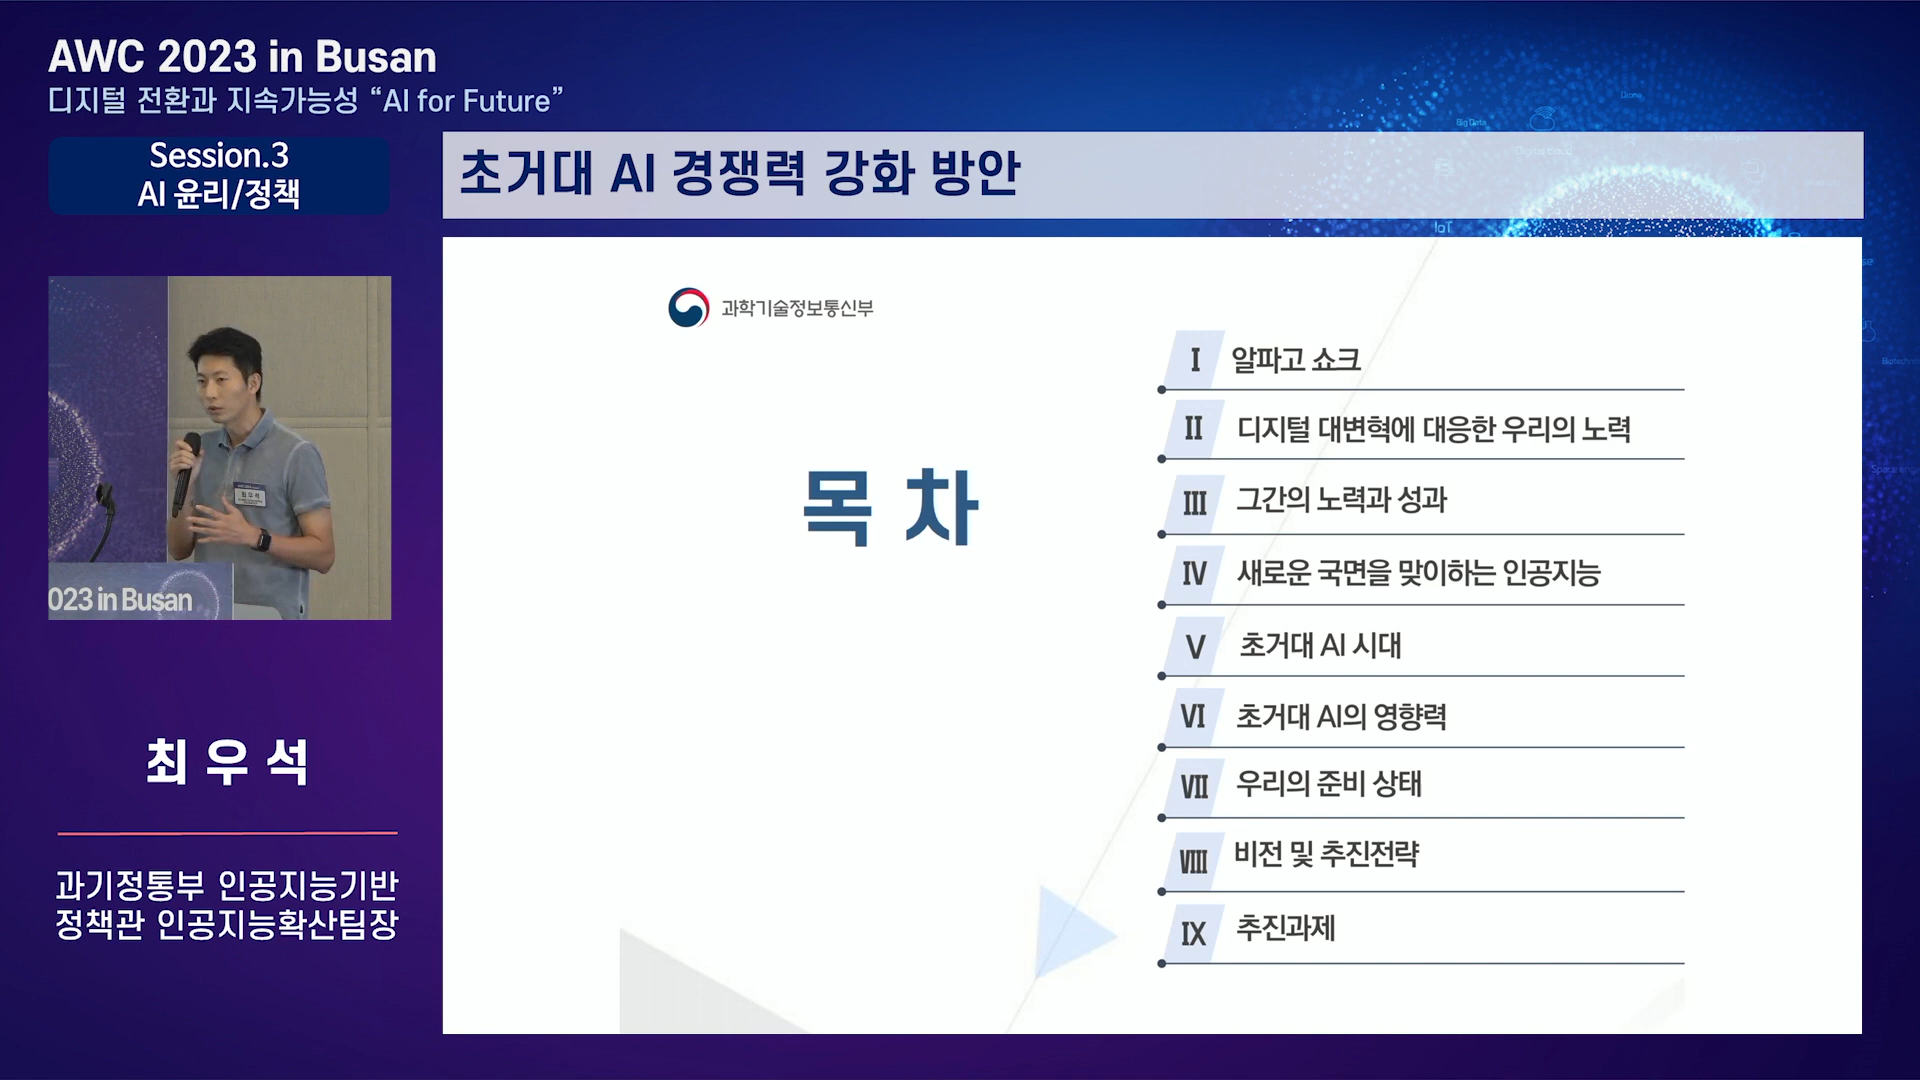 AWC 2023 in Busan
디지털 전환과 지속가능성 “AI for Future”
Session.3
AI 윤리/정책
초거대 AI 경쟁력 강화 방안
Big Data
IoT
과학기술정보통신부
목 차
I 알파고 쇼크
II 디지털 대변혁에 대응한 우리의 노력
III 그간의 노력과 성과
IV 새로운 국면을 맞이하는 인공지능
V 초거대 AI 시대
VI 초거대 AI의 영향력
VII 우리의 준비 상태
VIII 비전 및 추진전략
IX 추진과제
최우석
023 in Busan
최 우 석
과기정통부 인공지능기반
정책관 인공지능확산팀장